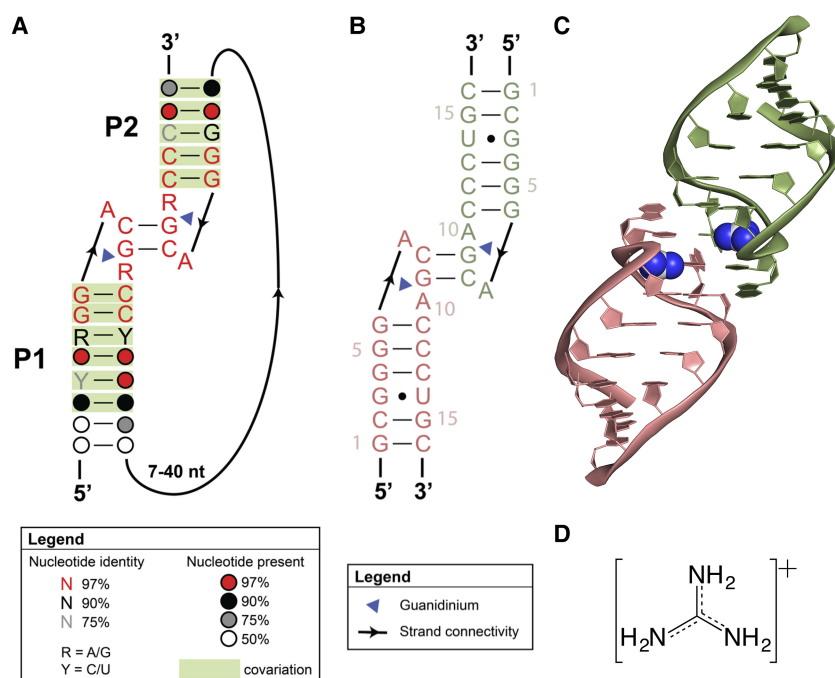 A
3’
P2
C – G
C – G
C – G
R
A C – G
G – C A
R
G – C
G – C
R – Y
P1
Y
7-40 nt
5’
Legend
Nucleotide identity
N 97%
N 90%
N 75%
R = A/G
Y = C/U
Nucleotide present
97%
90%
75%
50%
covariation
B
3’ 5’
C – G 1
15 G – C
U • G
C – G
C – G 5
C – G
10 A
A C – G
G – C A
A 10
G – C
5 G – C
G – C
G • U
C – G 15
1 G – C
5’ 3’
Legend
Guanidinium
Strand connectivity
C
D
NH2
H2N NH2
+